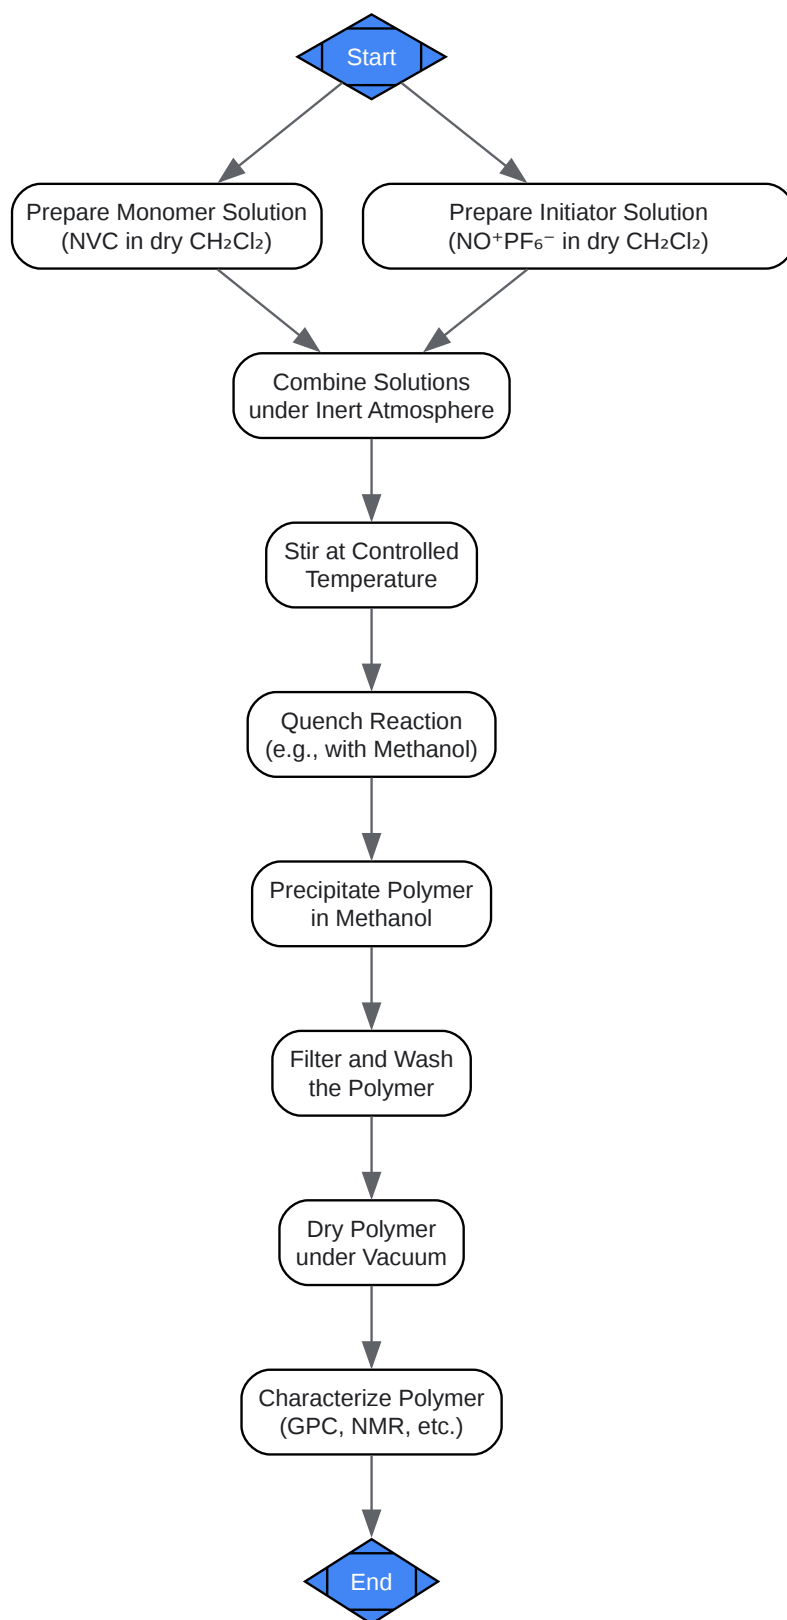 Start
Prepare Monomer Solution
(NVC in dry CH₂Cl₂)
Prepare Initiator Solution
(NO⁺PF₆⁻ in dry CH₂Cl₂)
Combine Solutions
under Inert Atmosphere
Stir at Controlled
Temperature
Quench Reaction
(e.g., with Methanol)
Precipitate Polymer
in Methanol
Filter and Wash
the Polymer
Dry Polymer
under Vacuum
Characterize Polymer
(GPC, NMR, etc.)
End